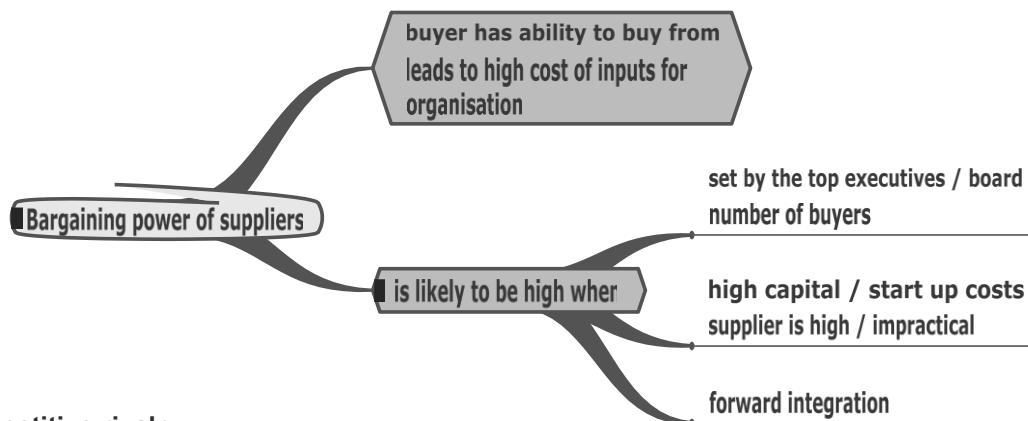 buyer has ability to buy from
leads to high cost of inputs for
organisation
Bargaining power of suppliers
set by the top executives / board
number of buyers
is likely to be high when
high capital / start up costs
supplier is high / impractical
forward integration